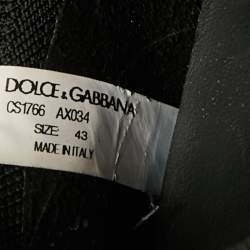 DOLCE & GABBANA
CS1766 AX034
SIZE: 43
MADE IN ITALY